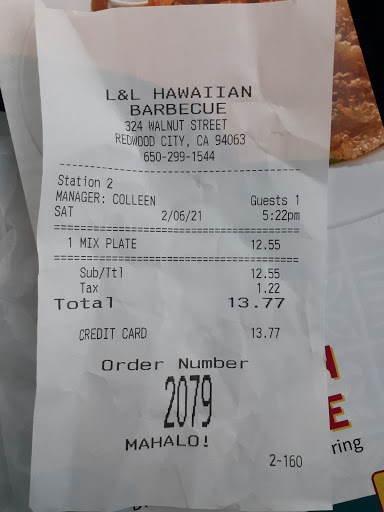 L&L HAWAIIAN
BARBECUE
324 WALNUT STREET
REDWOOD CITY, CA 94063
650-299-1544
Station 2
MANAGER: COLLEEN Guests 1
SAT 2/06/21 5:22pm
1 MIX PLATE 12.55
Sub/Ttl 12.55
Tax 1.22
Total 13.77
CREDIT CARD 13.77
Order Number
2079
MAHALO!
2-160
E
ring